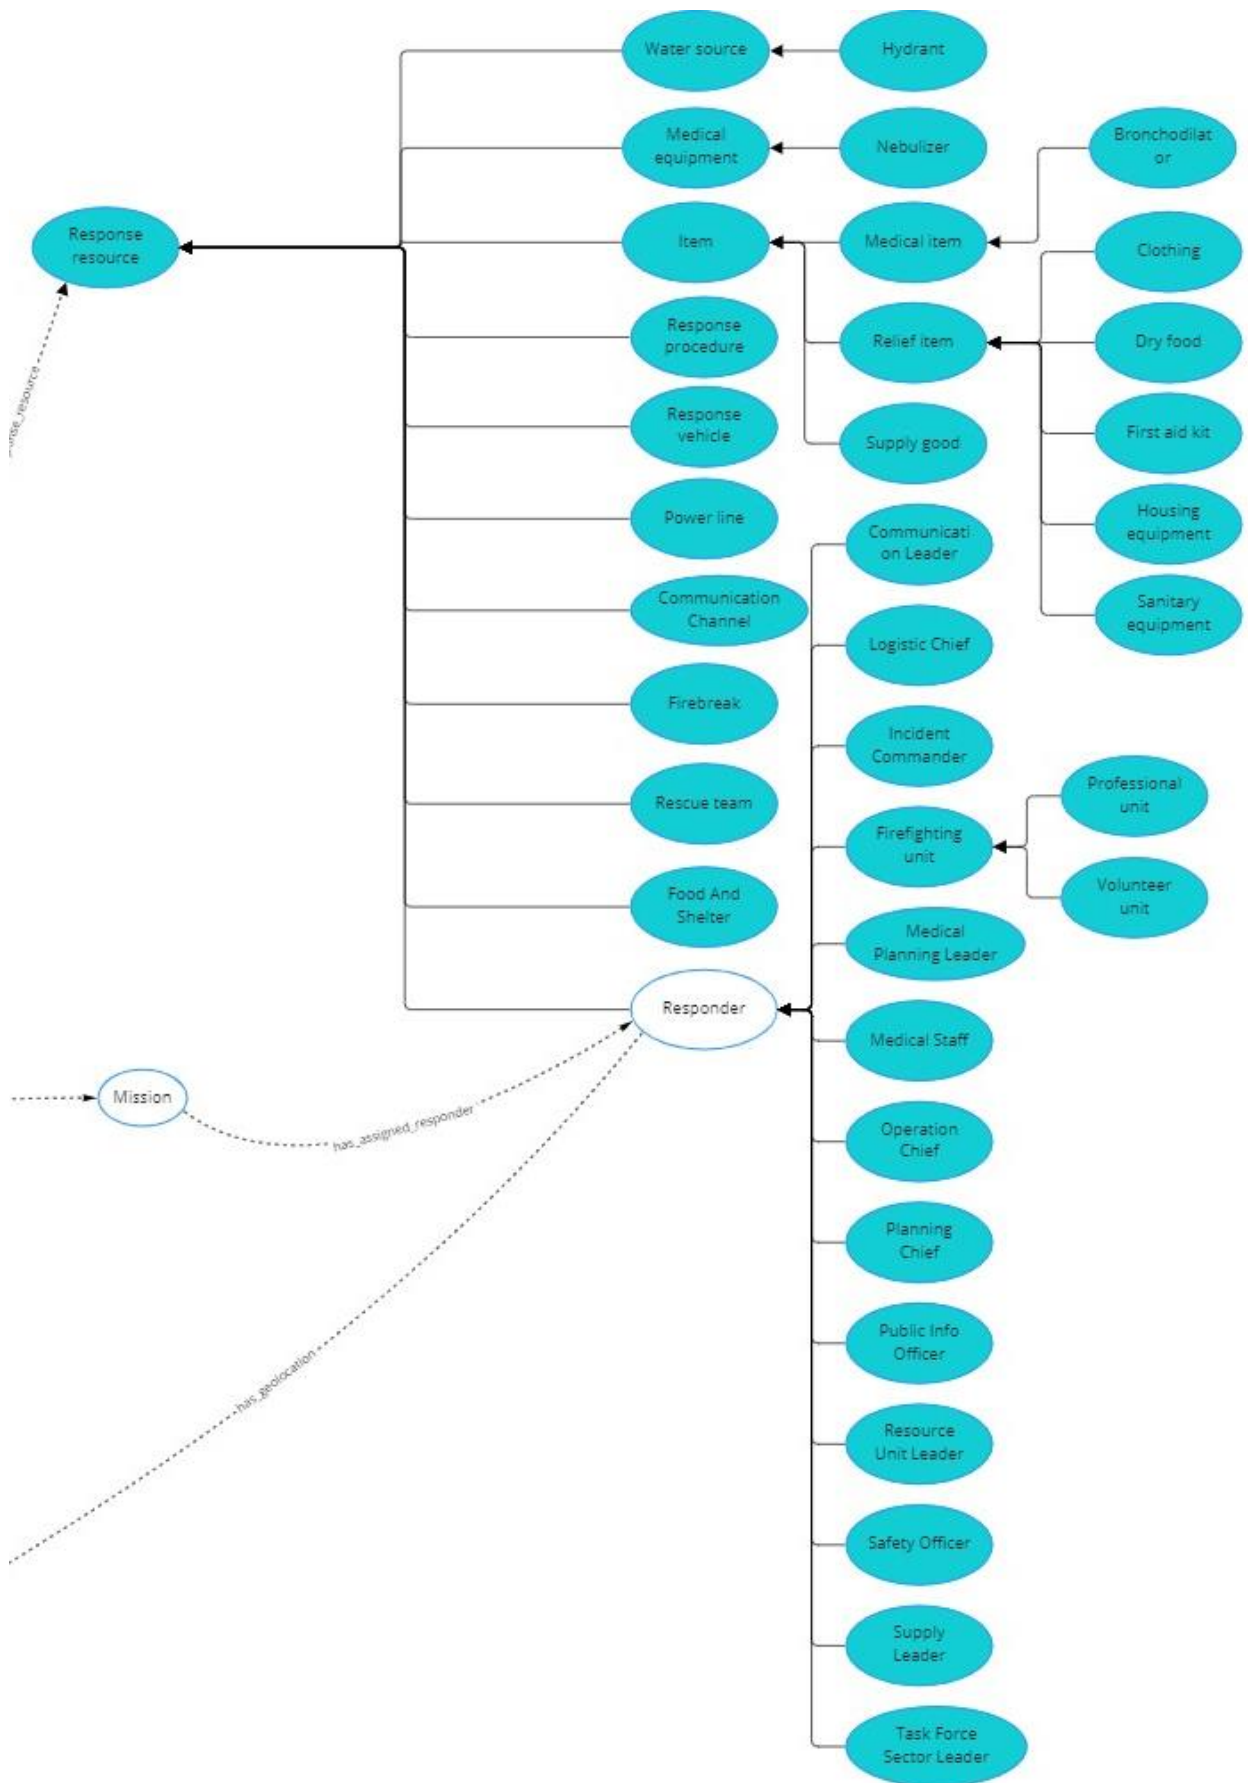 Water source
Hydrant
Medical
equipment
Nebulizer
Bronchodilat
or
Response
resource
Item
Medical item
Clothing
Response
procedure
Relief item
Dry food
Response
vehicle
Supply good
First aid kit
Power line
Communicati
on Leader
Housing
equipment
Communication
Channel
Logistic Chief
Sanitary
equipment
Firebreak
Incident
Commander
Rescue team
Firefighting
unit
Professional
unit
Volunteer
unit
Food And
Shelter
Medical
Planning Leader
Responder
Medical Staff
Mission
has_assigned_responder
Operation
Chief
Planning
Chief
Public Info
Officer
has_geolocation
Resource
Unit Leader
Safety Officer
Supply
Leader
Task Force
Sector Leader